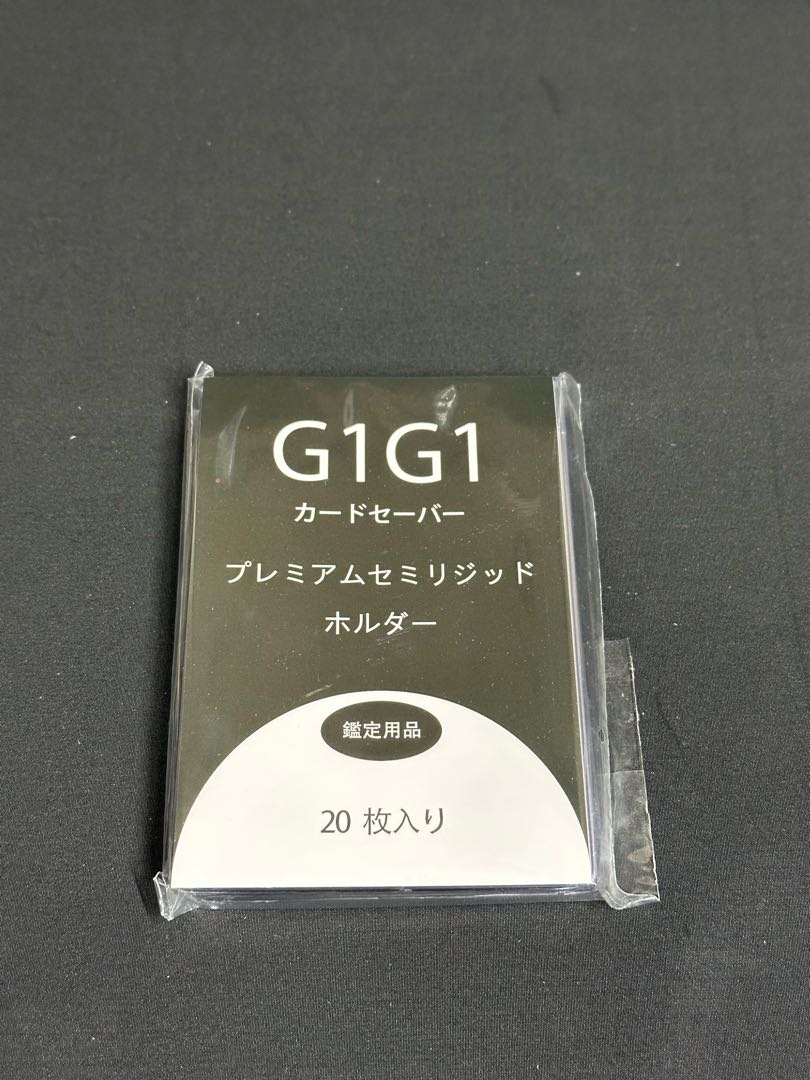 G1G1
カードセーバー
プレミアムセミリジッド
ホルダー
鑑定用品
20 枚入り